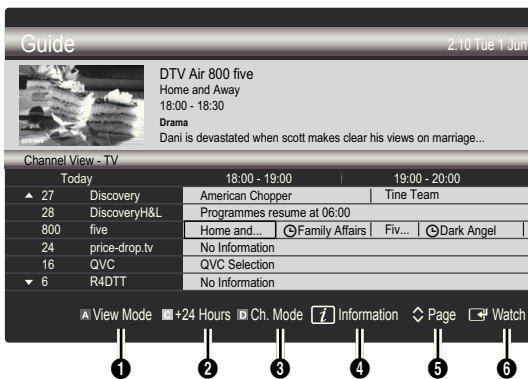 Guide 2:10 Tue 1 Jun
DTV Air 800 five
Home and Away
18:00 - 18:30
Drama
Dani is devastated when scott makes clear his views on marriage...
800 five
Channel View - TV
Today 18:00 - 19:00 19:00 - 20:00
▲ 27 Discovery American Chopper Tine Team
28 DiscoveryH&L Programmes resume at 06:00
800 five Home and... Family Affairs Fiv... Dark Angel
24 price-drop.tv No Information
16 QVC QVC Selection
▼ 6 R4DTT No Information
A View Mode C +24 Hours D Ch. Mode i Information Page Watch
1 2 3 4 5 6